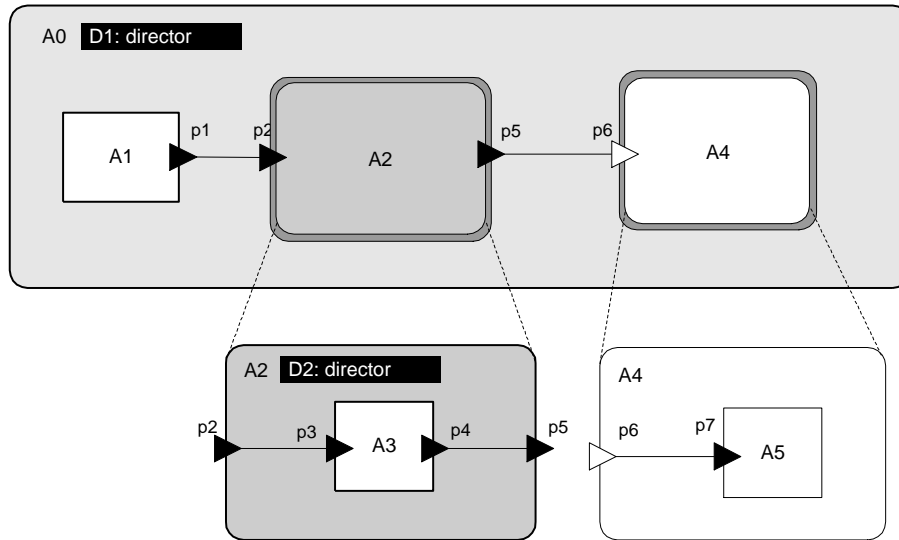 A0 D1: director
p1 p2 p5 p6
A1 A2 A4
A2 D2: director
A4
p2 p3 p4 p5 p6 p7
A3 A5